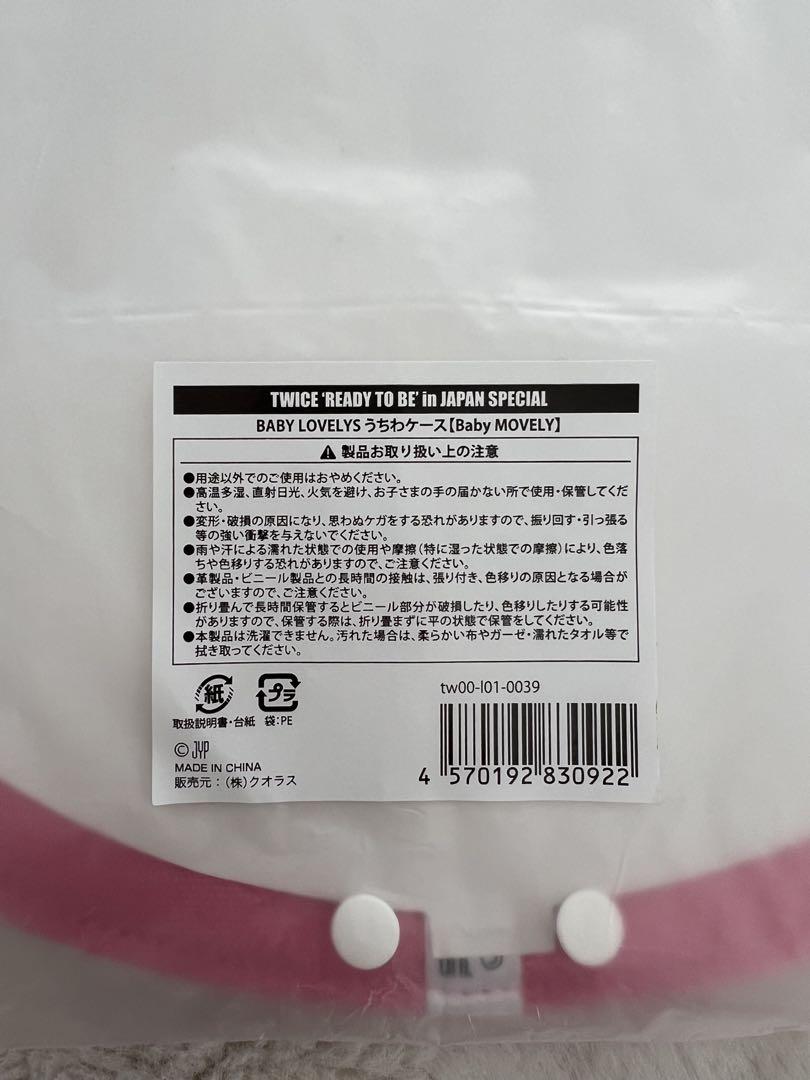 TWICE 'READY TO BE' in JAPAN SPECIAL
BABY LOVELYS うちわケース【Baby MOVELY】
⚠ 製品お取り扱い上の注意
●用途以外でのご使用はおやめください。
●高温多湿、直射日光、火気を避け、お子さまの手の届かない所で使用・保管してくだ
さい。
●変形・破損の原因になり、思わぬケガをする恐れがありますので、振り回す・引っ張る
等の強い衝撃を与えないでください。
●雨や汗による濡れた状態での使用や摩擦（特に湿った状態での摩擦）により、色落
ちや色移りする恐れがありますので、ご注意ください。
●革製品・ビニール製品との長時間の接触は、張り付き、色移りの原因となる場合が
ございますので、ご注意ください。
●折り畳んで長時間保管するとビニール部分が破損したり、色移りしたりする可能性
がありますので、保管する際は、折り畳まずに平の状態で保管をしてください。
●本製品は洗濯できません。汚れた場合は、柔らかい布やガーゼ・濡れたタオル等で
拭き取ってください。
紙 プラ
取扱説明書・台紙 袋：PE
tw00-l01-0039
© JYP
MADE IN CHINA
販売元：（株）クオラス
4 570192 830922